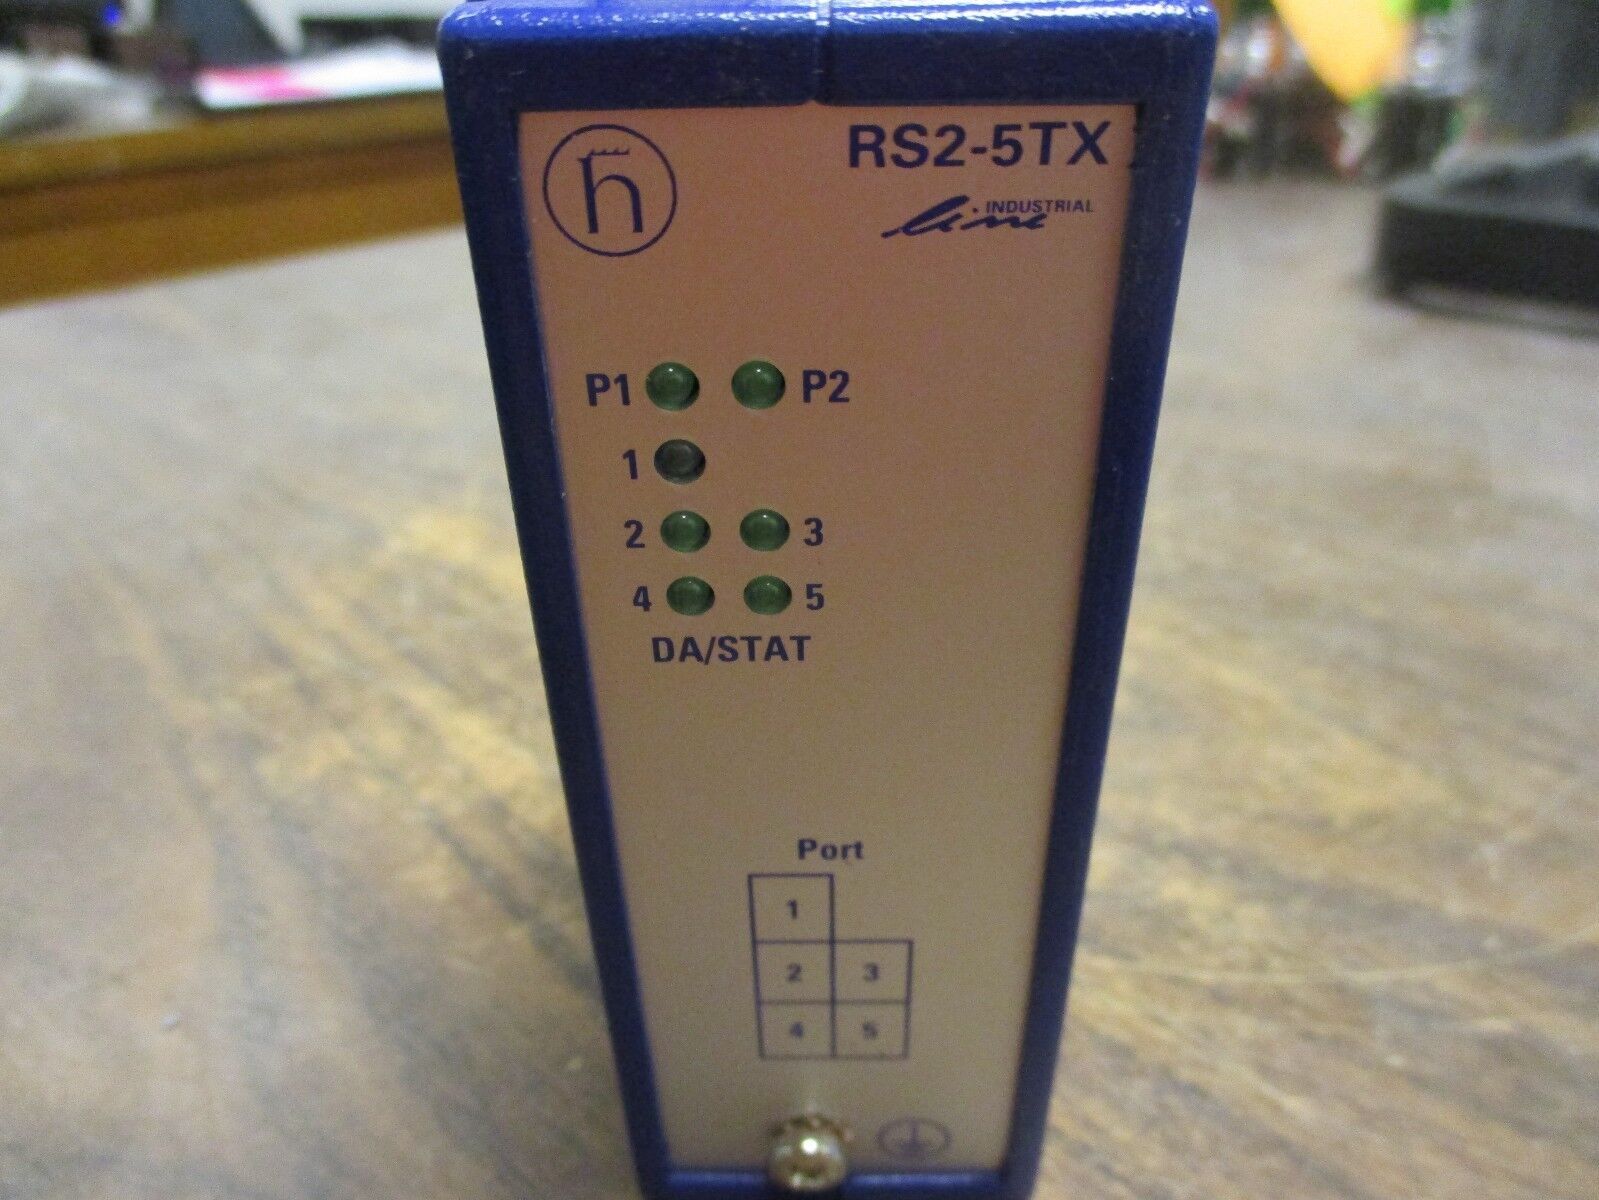 h
RS2-5TX
INDUSTRIAL
line
P1 P2
1
2 3
4 5
DA/STAT
Port
1
2 3
4 5